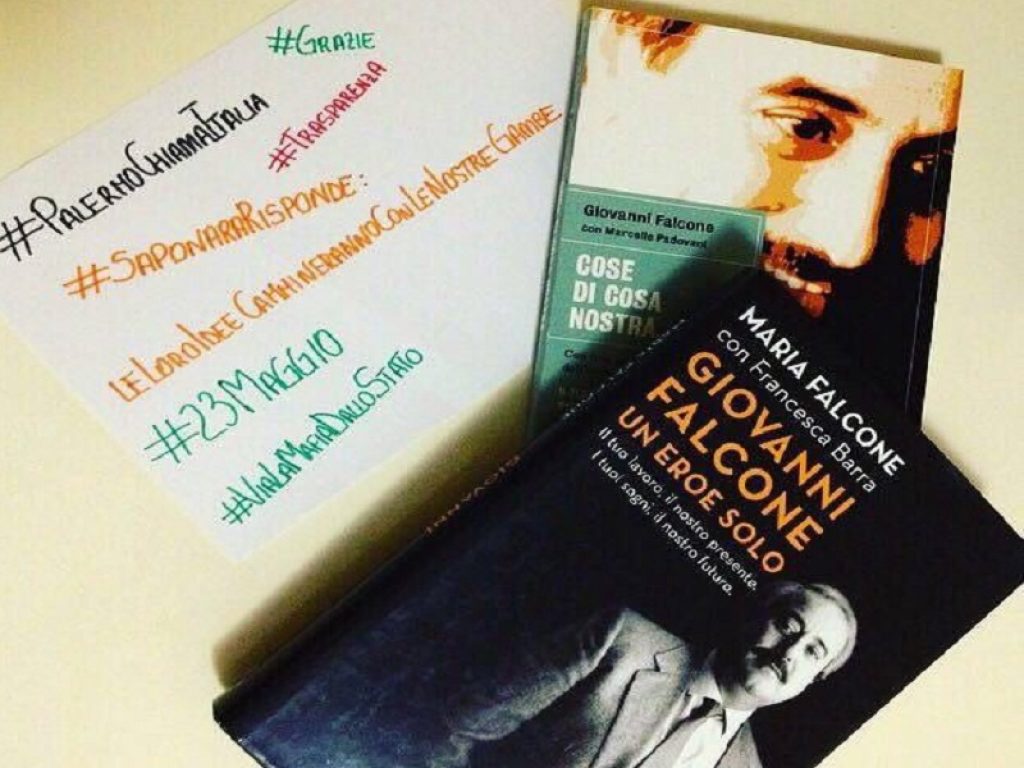 #GRAZIE
#TRASPARENZA
#PALERMOCHIAMAITALIA
#SAPONARARISPONDE:
LELOROIDEECAMMINERANNOCONLENOSTREGAMBE
#23MAGGIO
#VIALAMAFIADALLOSTATO
Giovanni Falcone
con Marcelle Padovani
COSE
DI COSA
NOSTRA
MARIA FALCONE
con Francesca Barra
GIOVANNI
FALCONE
UN EROE SOLO
Il tuo lavoro, il nostro presente.
I tuoi sogni, il nostro futuro.
GIOVANNI